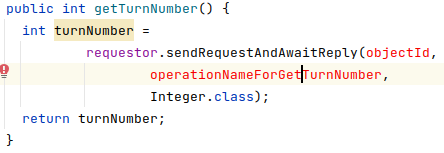 public int getTurnNumber() {
int turnNumber =
requestor.sendRequestAndAwaitReply(objectId,
operationNameForGetTurnNumber,
Integer.class);
return turnNumber;
}